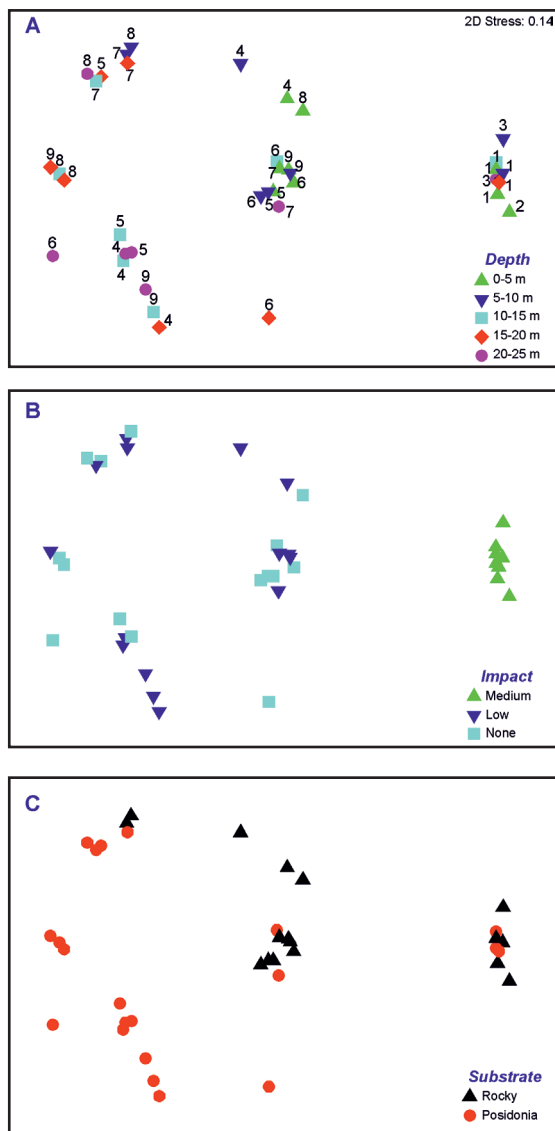 A 2D Stress: 0.14
8
7
4
8 5
7
7
4 8
3
6 9 1
9 8 7 9 1 1
8 6 3 1
5 6 5 5 7 1 2
4 5
6 4
9
9 4 6
Depth
0-5 m
5-10 m
10-15 m
15-20 m
20-25 m
B
Impact
Medium
Low
None
C
Substrate
Rocky
Posidonia